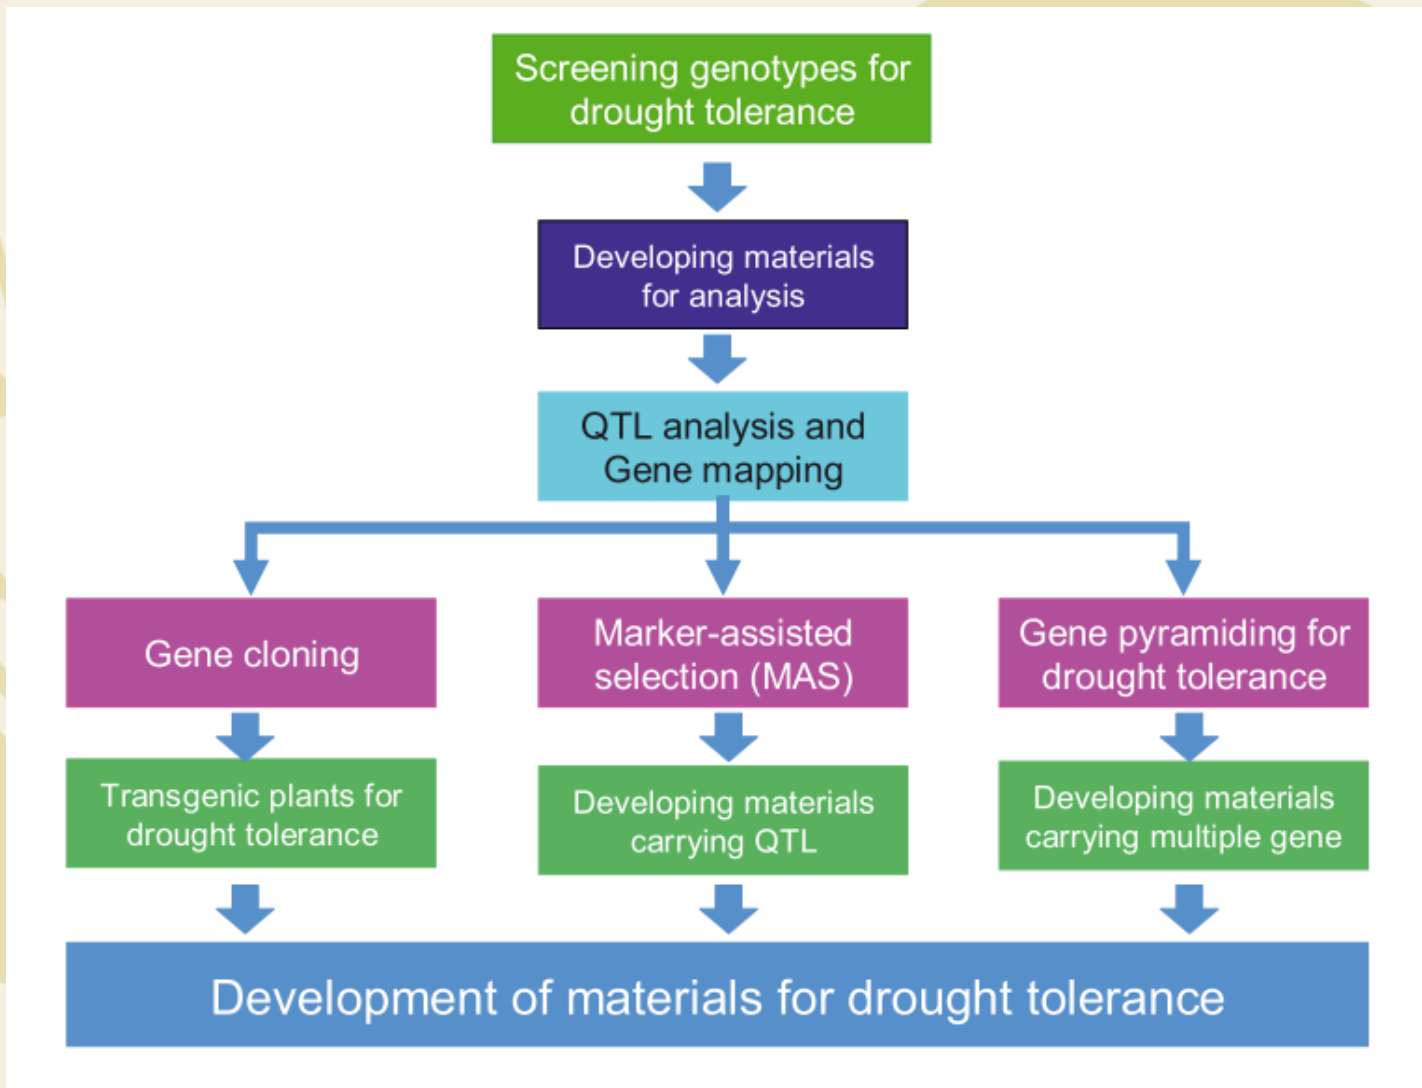 Screening genotypes for
drought tolerance
Developing materials
for analysis
QTL analysis and
Gene mapping
Gene cloning
Marker-assisted
selection (MAS)
Gene pyramiding for
drought tolerance
Transgenic plants for
drought tolerance
Developing materials
carrying QTL
Developing materials
carrying multiple gene
Development of materials for drought tolerance